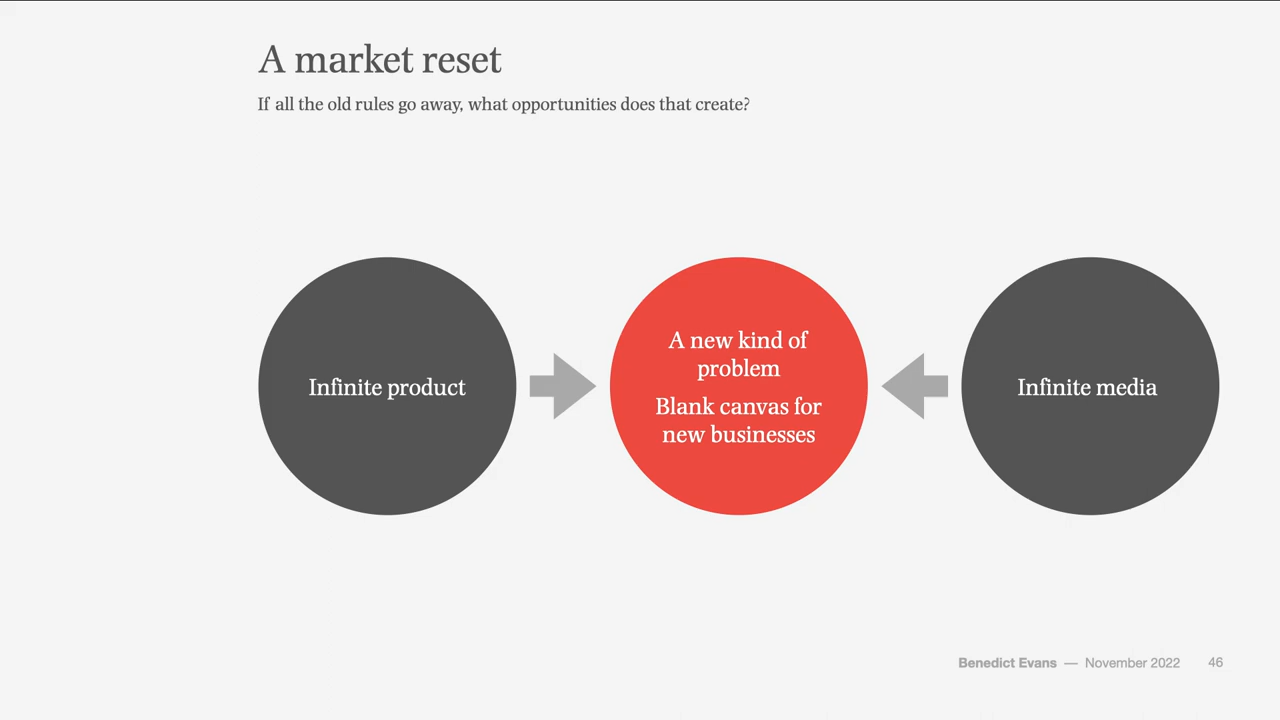 A market reset
If all the old rules go away, what opportunities does that create?
Infinite product
A new kind of
problem
Blank canvas for
new businesses
Infinite media
Benedict Evans — November 2022 46